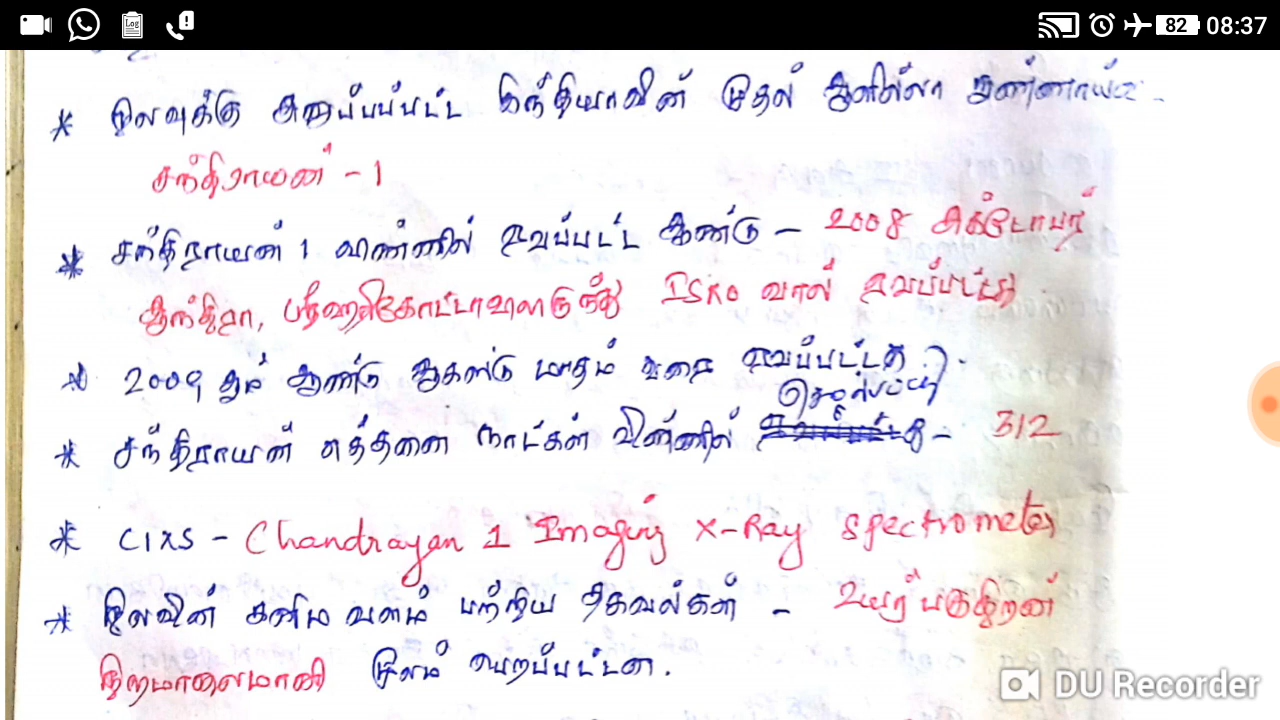 82 08:37
* நிலவுக்கு அனுப்பப்பட்ட இந்தியாவின் முதல் ஆளில்லா
சந்திராயன் - 1
* சந்திராயன் 1 விண்ணில் ஏவப்பட்ட ஆண்டு - 2008 அக்டோபர்
ஆந்திரா, ஸ்ரீஹரிகோட்டாவிலிருந்து ISRO வால் ஏவப்பட்டது
* 2009 ஆம் ஆண்டு ஆகஸ்டு மாதம் வரை
* சந்திராயன் எத்தனை நாட்கள் விண்ணில் செயல்பட்டது - 312
* CIXS - Chandrayan 1 Imaging X-Ray Spectrometer
* நிலவின் கனிம வளம் பற்றிய தகவல்கள் - உயர் பகுதிறன்
நிறமாலைமானி மூலம் பெறப்பட்டன.
DU Recorder